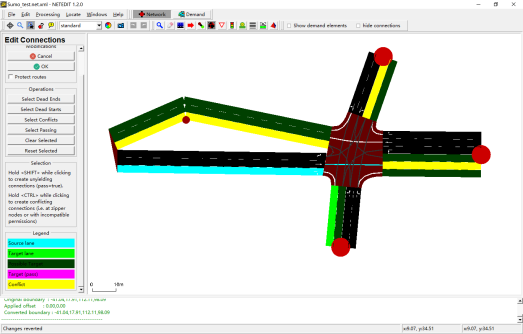 Sumo_test.net.xml - NETEDIT 1.2.0
File Edit Processing Locate Windows Help Network Demand
standard Show demand elements hide connections
Edit Connections
Modifications
Cancel
OK
Protect routes
Operations
Select Dead Ends
Select Dead Starts
Select Conflicts
Select Passing
Clear Selected
Reset Selected
Selection
Hold <SHIFT> while clicking
to create unyielding
connections (pass=true).
Hold <CTRL> while clicking
to create conflicting
connections (i.e. at zipper
nodes or with incompatible
permissions)
Legend
Source lane
Target lane
Target (pass)
Conflict
0 10m
Original boundary : -41.04,17.91,112.11,98.09
Applied offset : 0.00,0.00
Converted boundary : -41.04,17.91,112.11,98.09
Changes reverted x:9.07, y:34.51 x:9.07, y:34.51